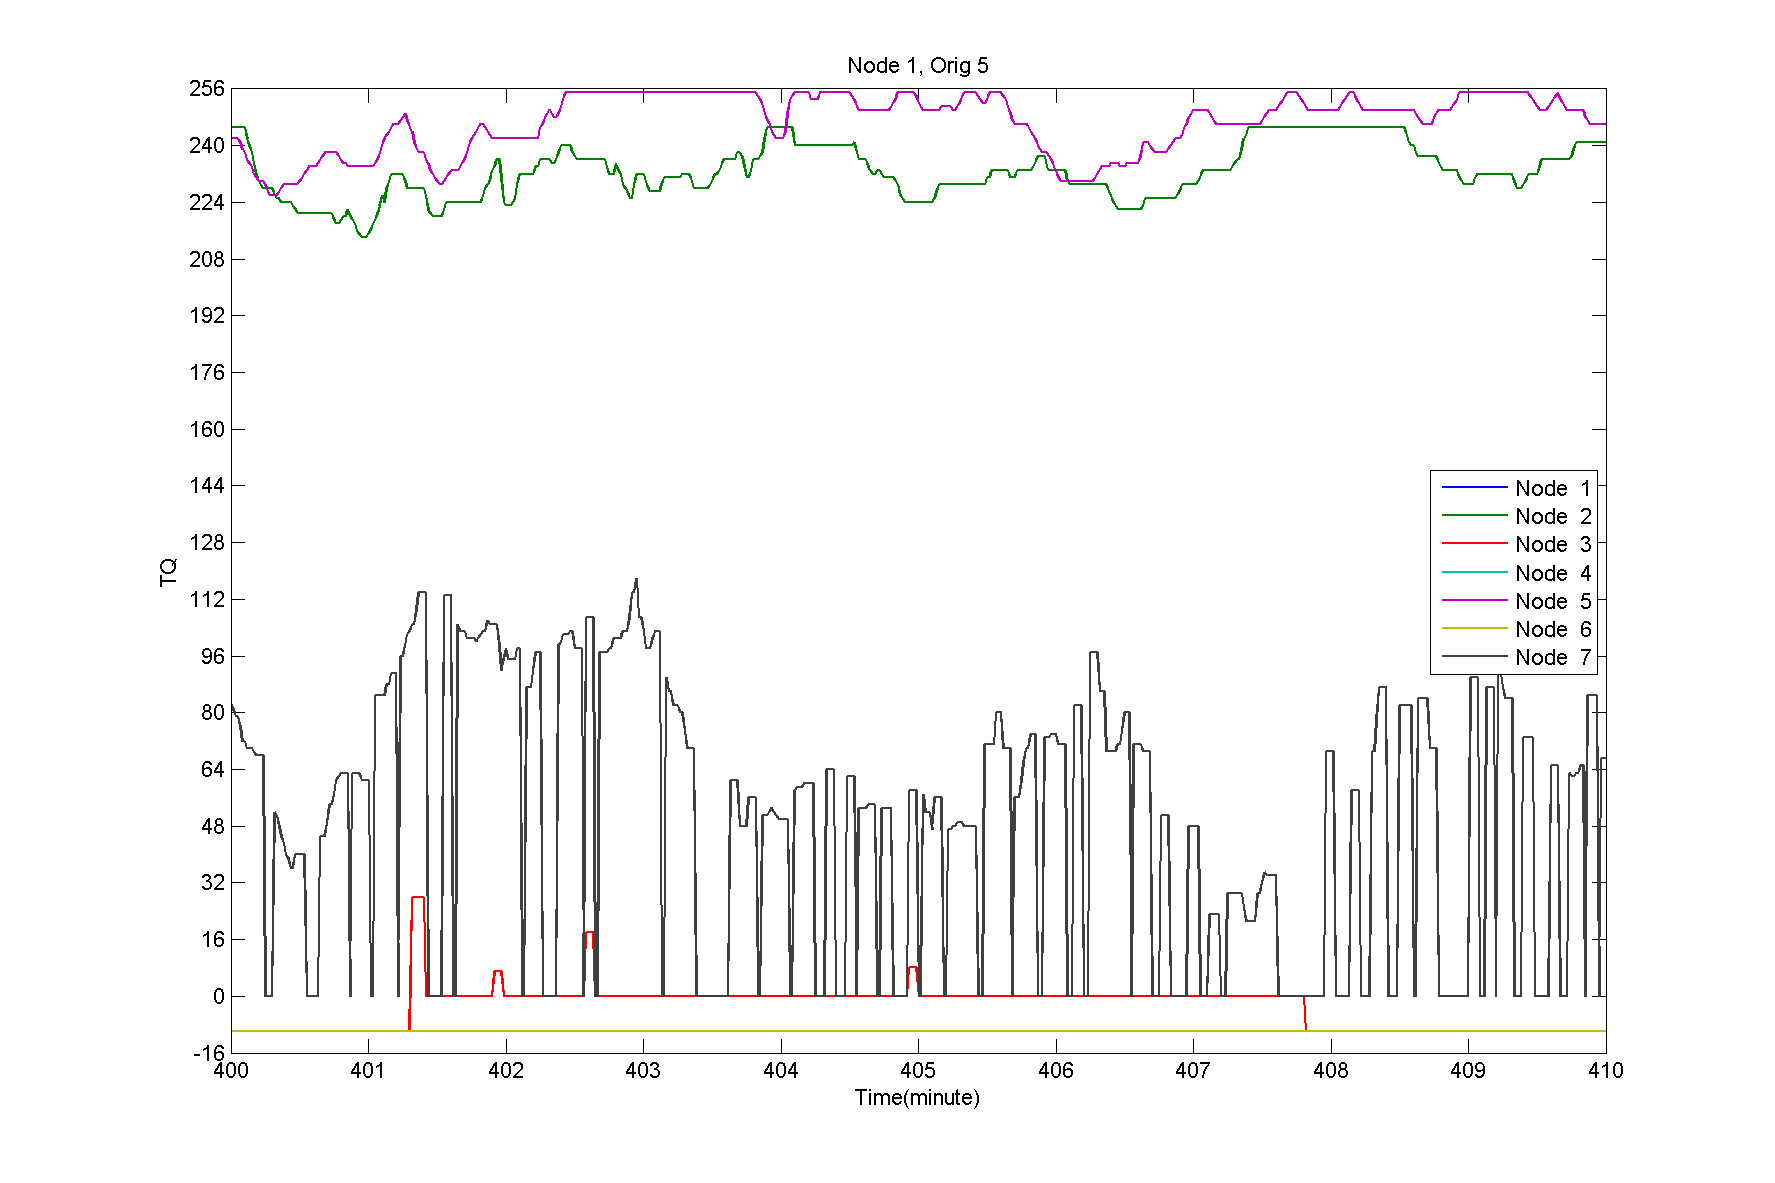 Node 1, Orig 5
256
240
224
208
192
176
160
144
128
112
96
80
64
48
32
16
0
-16
TQ
Node 1
Node 2
Node 3
Node 4
Node 5
Node 6
Node 7
400 401 402 403 404 405 406 407 408 409 410
Time(minute)